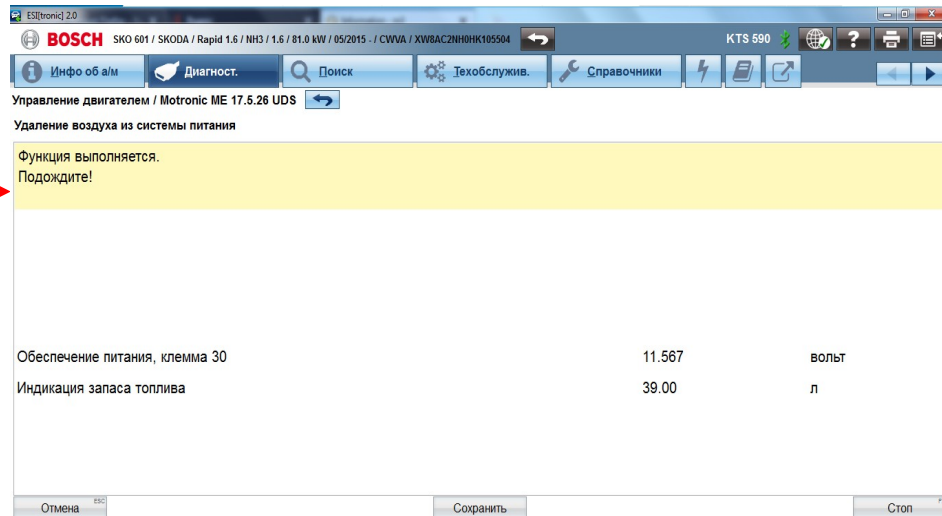 ESI[tronic] 2.0
BOSCH SKO 601 / SKODA / Rapid 1.6 / NH3 / 1.6 / 81.0 kW / 05/2015 - / CWVA / XW8AC2NH0HK105504 KTS 590 ?
Инфо об а/м Диагност. Поиск Техобслужив. Справочники
Управление двигателем / Motronic ME 17.5.26 UDS
Удаление воздуха из системы питания
Функция выполняется.
Подождите!
Обеспечение питания, клемма 30 11.567 вольт
Индикация запаса топлива 39.00 л
Отмена ESC Сохранить Стоп